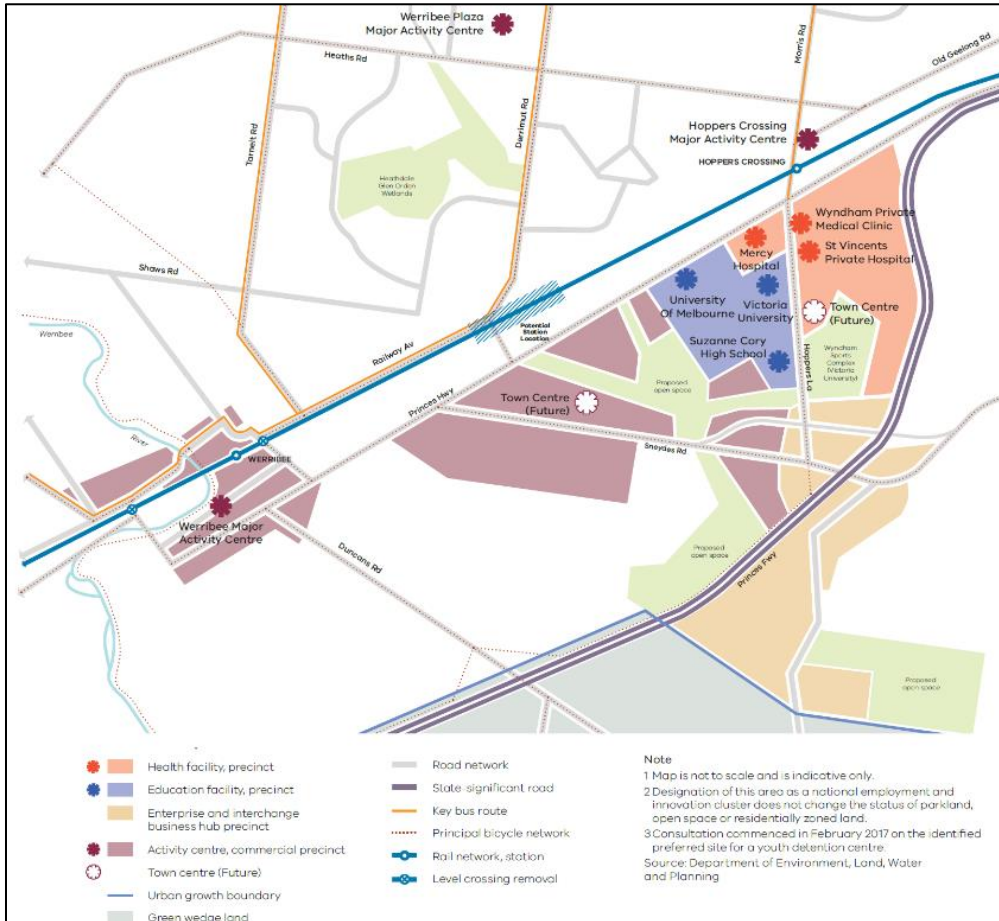 Werribee Plaza
Major Activity Centre
Heaths Rd
Morris Rd
Old Geelong Rd
Tarneit Rd
Derrimut Rd
Hoppers Crossing
Major Activity Centre
HOPPERS CROSSING
Heathdale
Glen Orden
Wetlands
Wyndham Private
Medical Clinic
Mercy
Hospital
St Vincents
Private Hospital
Shaws Rd
University
Of Melbourne
Victoria
University
Town Centre
(Future)
Werribee
River
Railway Av
Potential
Station
Location
Suzanne Cory
High School
Hoppers La
Wyndham
Sports
Complex
(Victoria
University)
Princes Hwy
Proposed
open space
Town Centre
(Future)
Sneydes Rd
WERRIBEE
Werribee Major
Activity Centre
Duncans Rd
Proposed
open space
Princes Fwy
Proposed
open space
Health facility, precinct
Education facility, precinct
Enterprise and interchange
business hub precinct
Activity centre, commercial precinct
Town centre (Future)
Urban growth boundary
Green wedge land
Road network
State-significant road
Key bus route
Principal bicycle network
Rail network, station
Level crossing removal
Note
1 Map is not to scale and is indicative only.
2 Designation of this area as a national employment and
innovation cluster does not change the status of parkland,
open space or residentially zoned land.
3 Consultation commenced in February 2017 on the identified
preferred site for a youth detention centre.
Source: Department of Environment, Land, Water
and Planning